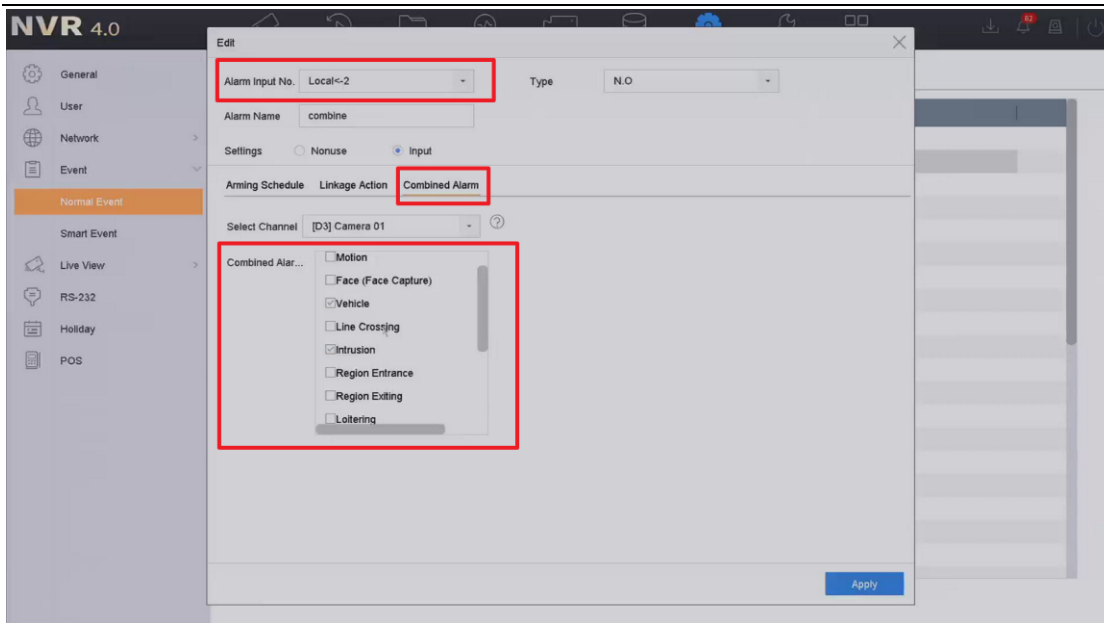 NVR 4.0
82
Edit
General
User
Network
Event
Normal Event
Smart Event
Live View
RS-232
Holiday
POS
Alarm Input No. Local<-2 Type N.O
Alarm Name combine
Settings Nonuse Input
Arming Schedule Linkage Action Combined Alarm
Select Channel [D3] Camera 01
Combined Alar... Motion
Face (Face Capture)
Vehicle
Line Crossing
Intrusion
Region Entrance
Region Exiting
Loitering
Apply